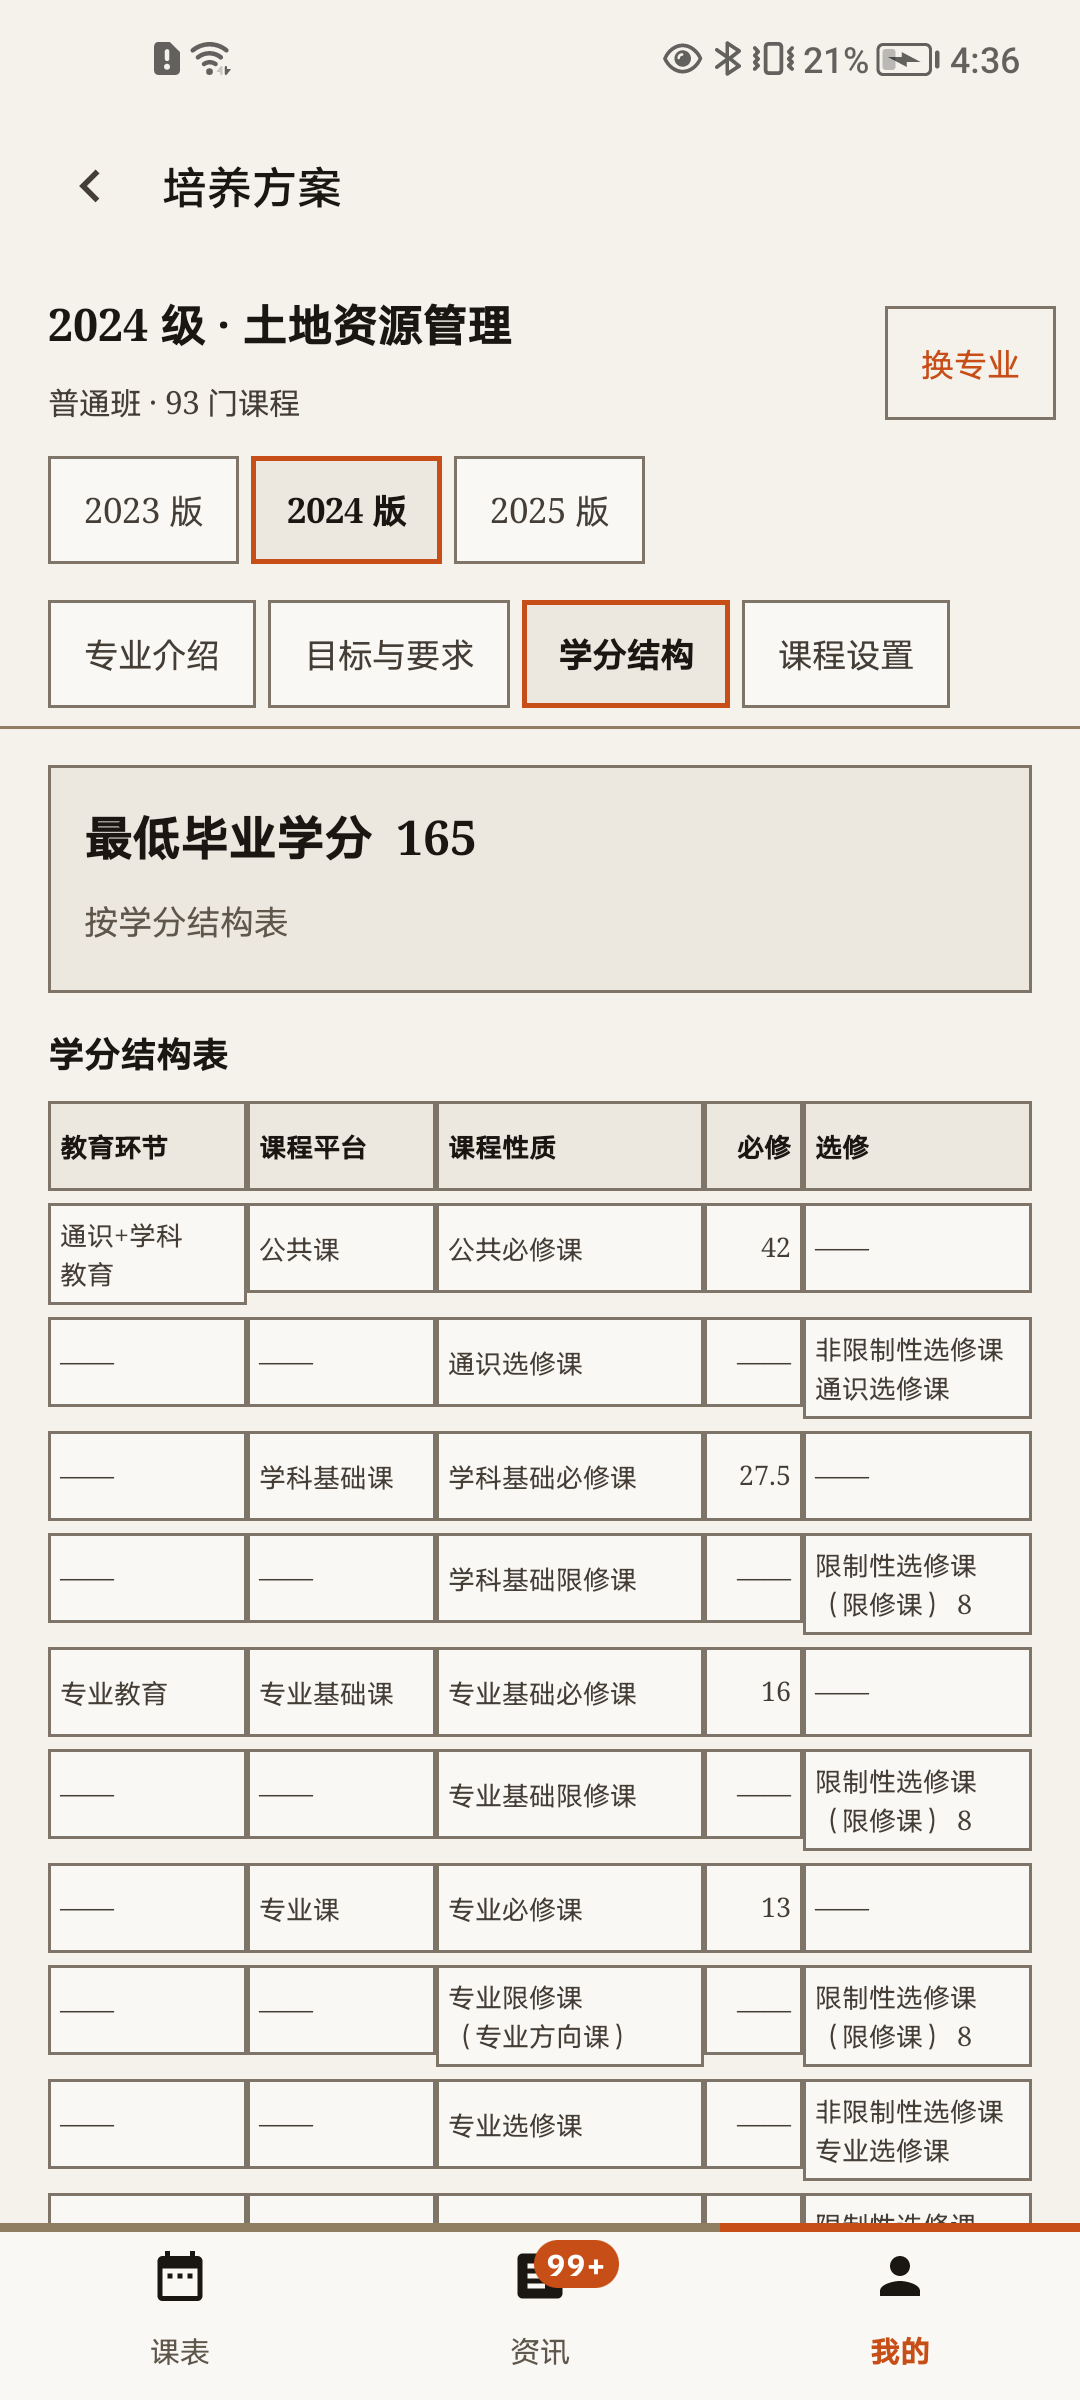 21% 4:36
培养方案
2024 级 · 土地资源管理
换专业
普通班 · 93 门课程
2023 版 2024 版 2025 版
专业介绍 目标与要求 学分结构 课程设置
最低毕业学分 165
按学分结构表
学分结构表
教育环节 课程平台 课程性质 必修 选修
通识+学科
教育
公共课 公共必修课 42 ——
—— —— 通识选修课 —— 非限制性选修课
通识选修课
—— 学科基础课 学科基础必修课 27.5 ——
—— —— 学科基础限修课 —— 限制性选修课
（限修课） 8
专业教育 专业基础课 专业基础必修课 16 ——
—— —— 专业基础限修课 —— 限制性选修课
（限修课） 8
—— 专业课 专业必修课 13 ——
—— —— 专业限修课
（专业方向课）
—— 限制性选修课
（限修课） 8
—— —— 专业选修课 —— 非限制性选修课
专业选修课
99+
课表 资讯 我的